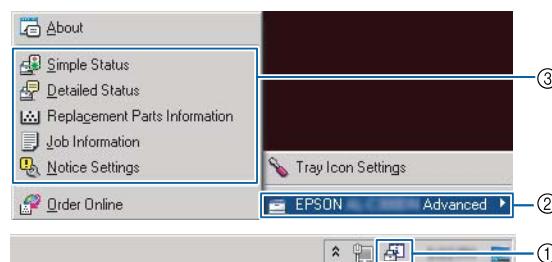 About
Simple Status
③
Detailed Status
Replacement Parts Information
Job Information
Notice Settings
Tray Icon Settings
Order Online
EPSON Advanced
②
①